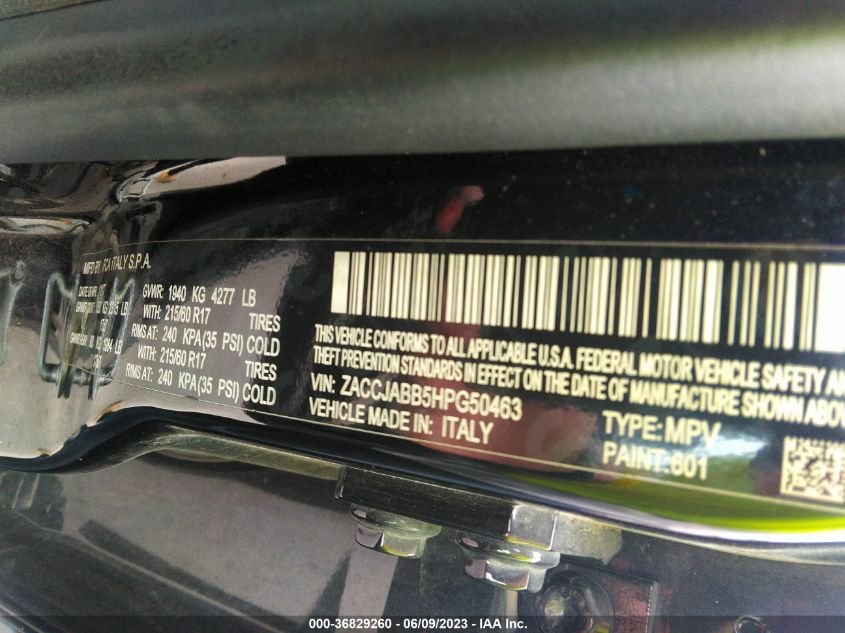 MFD BY FCA ITALY S.P.A.
GVWR: 1940 KG 4277 LB
WITH: 215/60 R17 TIRES
RIMS AT: 240 KPA(35 PSI) COLD
WITH: 215/60 R17 TIRES
RIMS AT: 240 KPA(35 PSI) COLD
THIS VEHICLE CONFORMS TO ALL APPLICABLE U.S.A. FEDERAL MOTOR VEHICLE SAFETY
THEFT PREVENTION STANDARDS IN EFFECT ON THE DATE OF MANUFACTURE SHOWN ABOV
VIN: ZACCJABB5HPG50463
TYPE: MPV
VEHICLE MADE IN: ITALY
PAINT: 601
000-36829260 - 06/09/2023 - IAA Inc.